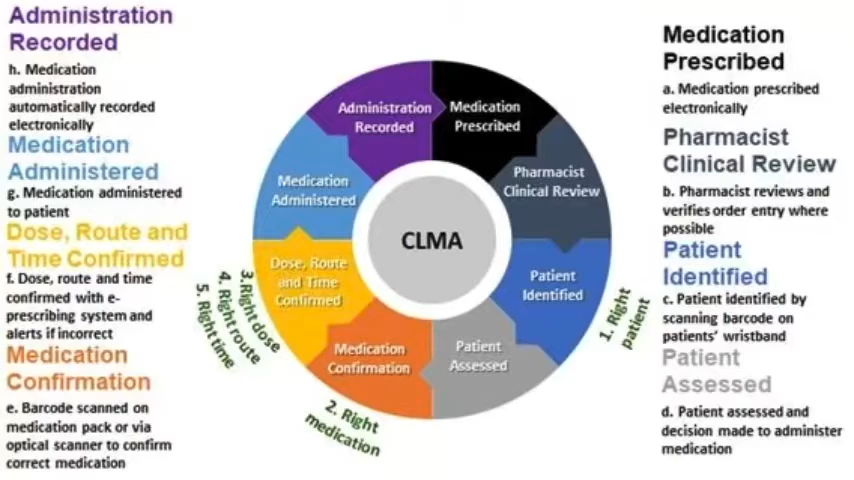 Administration
Recorded
h. Medication
administration
automatically recorded
electronically
Medication
Administered
g. Medication administered
to patient
Dose, Route and
Time Confirmed
f. Dose, route and time
confirmed with e-
prescribing system and
alerts if incorrect
Medication
Confirmation
e. Barcode scanned on
medication pack or via
optical scanner to confirm
correct medication
Administration
Recorded
Medication
Prescribed
Pharmacist
Clinical Review
Patient
Identified
Patient
Assessed
Medication
Confirmation
Dose, Route
and Time
Confirmed
Medication
Administered
CLMA
1. Right
patient
2. Right
medication
3.Right dose
4. Right route
5. Right time
Medication
Prescribed
a. Medication prescribed
electronically
Pharmacist
Clinical Review
b. Pharmacist reviews and
verifies order entry where
possible
Patient
Identified
c. Patient identified by
scanning barcode on
patients' wristband
Patient
Assessed
d. Patient assessed and
decision made to administer
medication